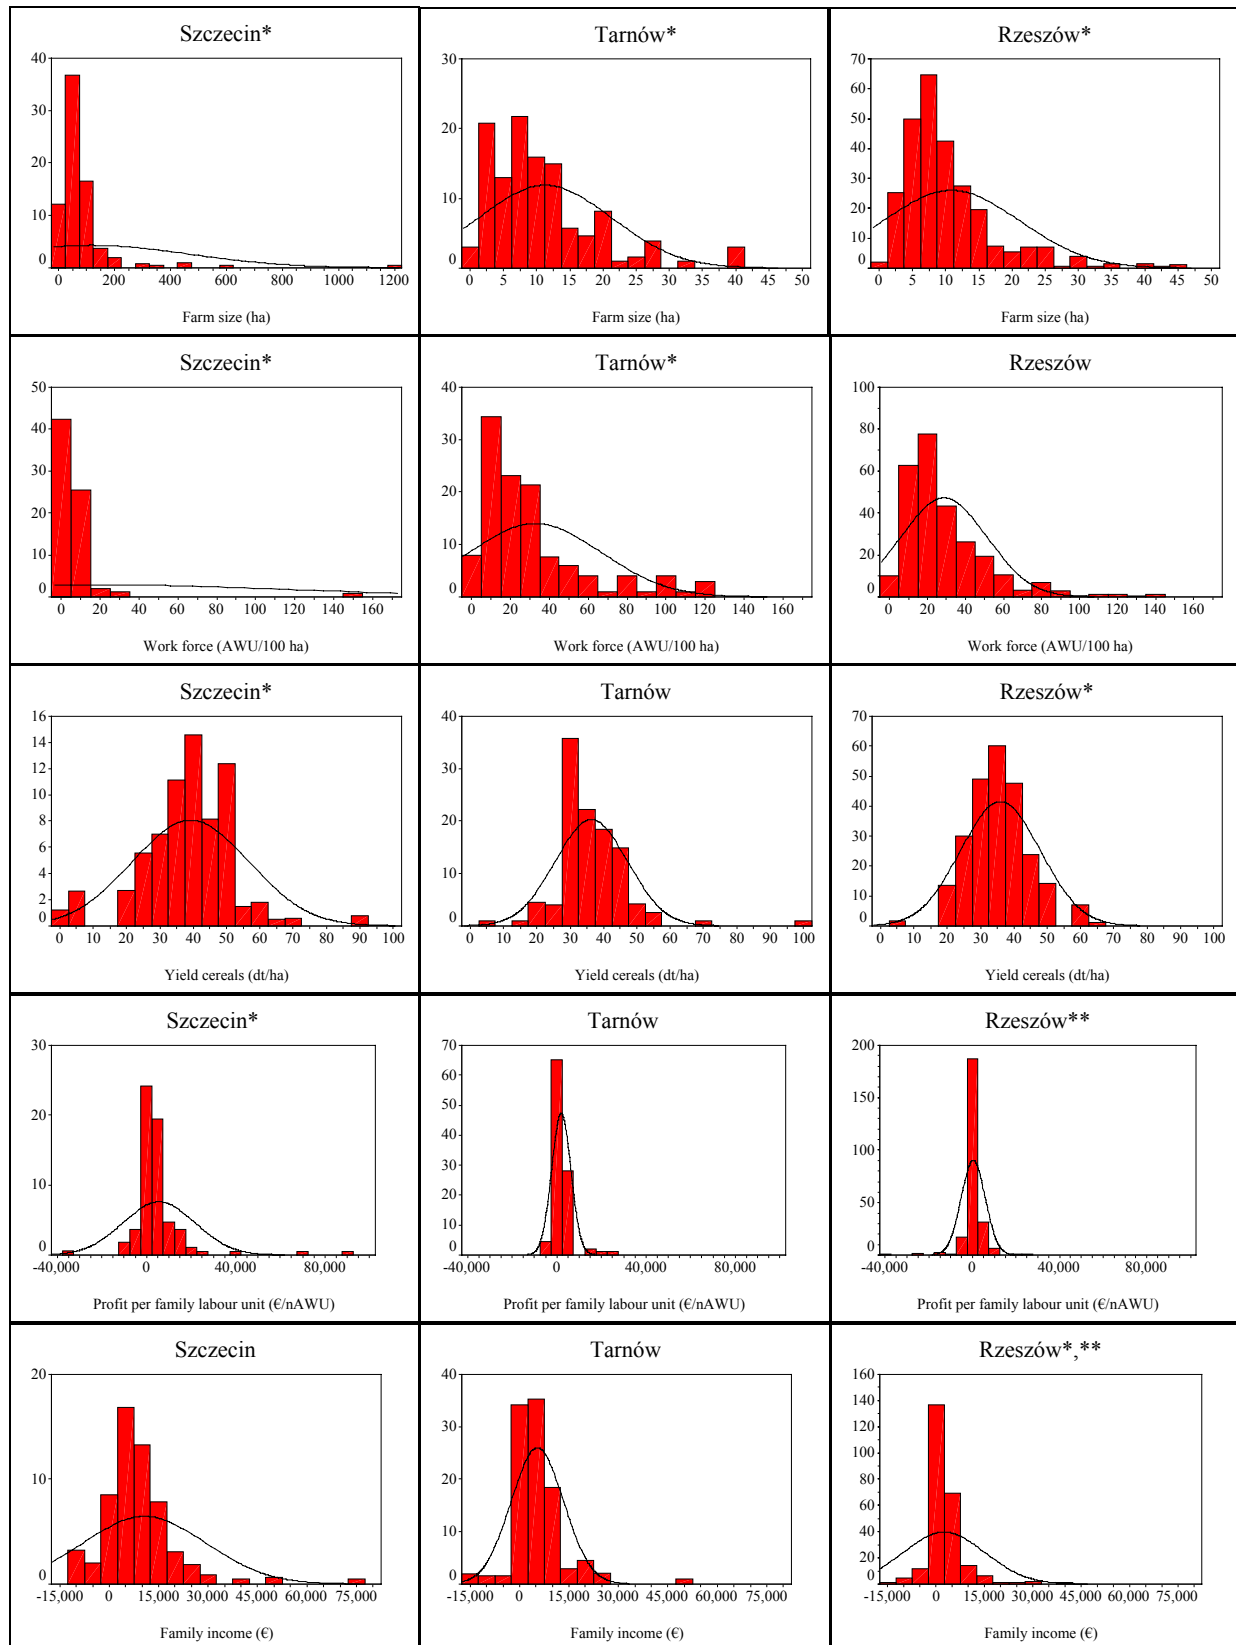 Szczecin*
40
30
20
10
0
0 200 400 600 800 1000 1200
Farm size (ha)
Tarnów*
30
20
10
0
0 5 10 15 20 25 30 35 40 45 50
Farm size (ha)
Rzeszów*
70
60
50
40
30
20
10
0
0 5 10 15 20 25 30 35 40 45 50
Farm size (ha)
Szczecin*
50
40
30
20
10
0
0 20 40 60 80 100 120 140 160
Work force (AWU/100 ha)
Tarnów*
40
30
20
10
0
0 20 40 60 80 100 120 140 160
Work force (AWU/100 ha)
Rzeszów
100
80
60
40
20
0
0 20 40 60 80 100 120 140 160
Work force (AWU/100 ha)
Szczecin*
16
14
12
10
8
6
4
2
0
0 10 20 30 40 50 60 70 80 90 100
Yield cereals (dt/ha)
Tarnów
40
30
20
10
0
0 10 20 30 40 50 60 70 80 90 100
Yield cereals (dt/ha)
Rzeszów*
70
60
50
40
30
20
10
0
0 10 20 30 40 50 60 70 80 90 100
Yield cereals (dt/ha)
Szczecin*
30
20
10
0
-40,000 0 40,000 80,000
Profit per family labour unit (€/nAWU)
Tarnów
70
60
50
40
30
20
10
0
-40,000 0 40,000 80,000
Profit per family labour unit (€/nAWU)
Rzeszów**
200
150
100
50
0
-40,000 0 40,000 80,000
Profit per family labour unit (€/nAWU)
Szczecin
20
10
0
-15,000 0 15,000 45,000 75,000
Family income (€)
Tarnów
40
30
20
10
0
-15,000 0 15,000 45,000 75,000
Family income (€)
Rzeszów*,**
160
140
120
100
80
60
40
20
0
-15,000 0 15,000 45,000 75,000
Family income (€)